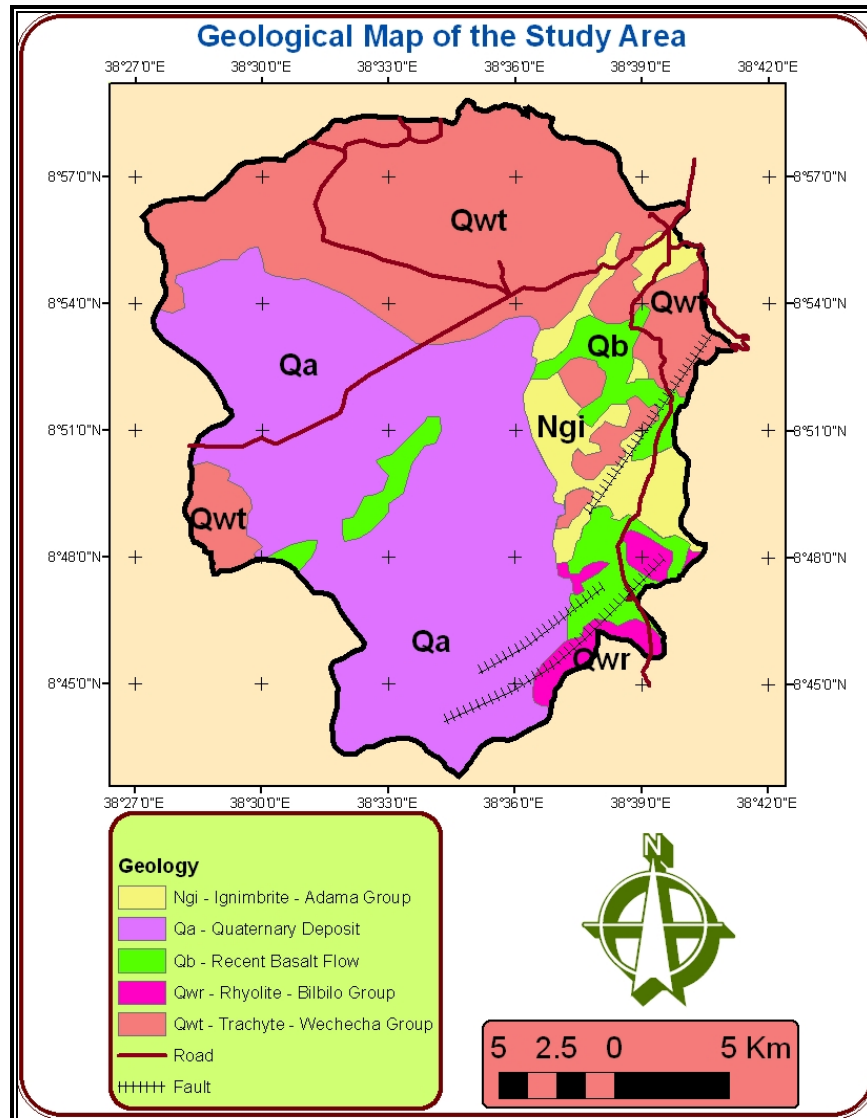 Geological Map of the Study Area
38°27'0"E 38°30'0"E 38°33'0"E 38°36'0"E 38°39'0"E 38°42'0"E
8°57'0"N 8°57'0"N
Qwt
8°54'0"N Qwt 8°54'0"N
Qa Qb
8°51'0"N Ngi 8°51'0"N
Qwt
8°48'0"N 8°48'0"N
Qa Qwr
8°45'0"N 8°45'0"N
38°27'0"E 38°30'0"E 38°33'0"E 38°36'0"E 38°39'0"E 38°42'0"E
Geology
Ngi - Ignimbrite - Adama Group
Qa - Quaternary Deposit
Qb - Recent Basalt Flow
Qwr - Rhyolite - Bilbilo Group
Qwt - Trachyte - Wechecha Group
Road
Fault
N
5 2.5 0 5 Km